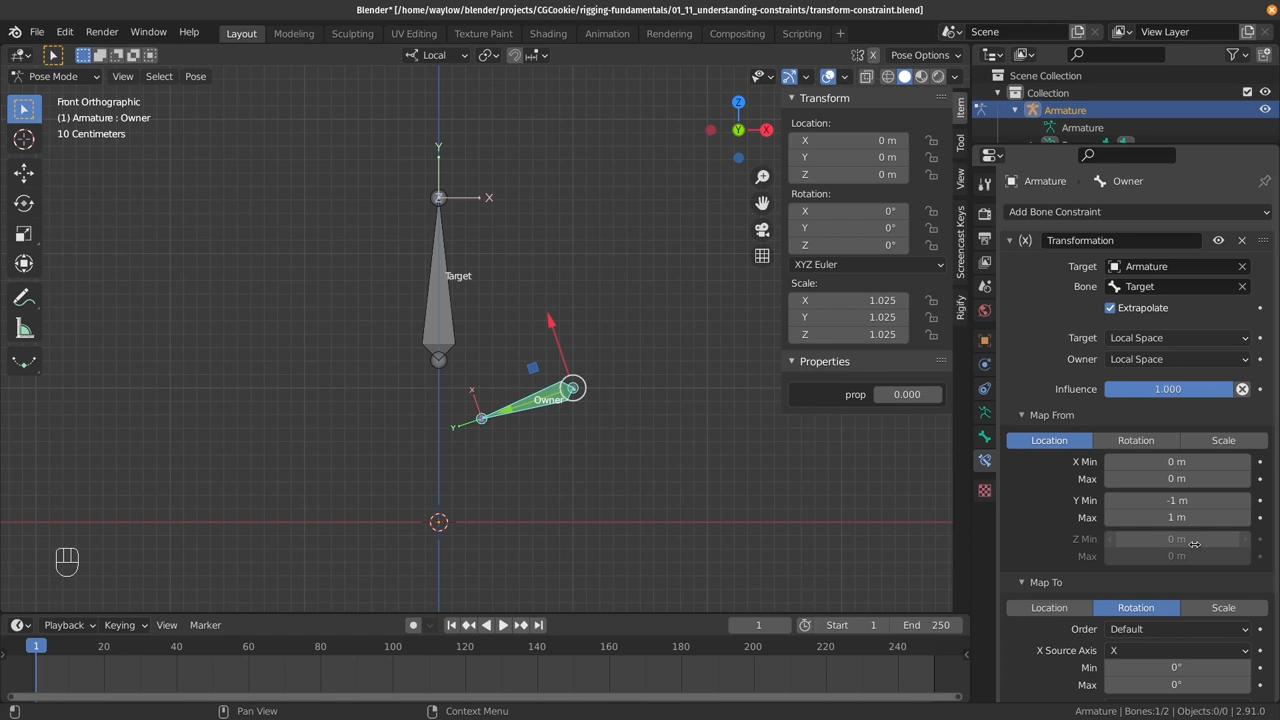 Blender* [/home/waylow/blender/projects/CGCookie/rigging-fundamentals/01_11_understanding-constraints/transform-constraint.blend]
File Edit Render Window Help Layout Modeling Sculpting UV Editing Texture Paint Shading Animation Rendering Compositing Scripting + Scene View Layer
Local X Pose Options
Pose Mode View Select Pose
Front Orthographic
(1) Armature : Owner
10 Centimeters
Z
Y
X
Y
Z
X
Target
X
Owner
Y
Transform
Location:
X 0 m
Y 0 m
Z 0 m
Rotation:
X 0°
Y 0°
Z 0°
XYZ Euler
Scale:
X 1.025
Y 1.025
Z 1.025
Properties
prop 0.000
Item
Tool
View
Screencast Keys
Rigify
Scene Collection
Collection
Armature
Armature
Armature Owner
Add Bone Constraint
(x) Transformation
Target Armature
Bone Target
Extrapolate
Target Local Space
Owner Local Space
Influence 1.000
Map From
Location Rotation Scale
X Min 0 m
Max 0 m
Y Min -1 m
Max 1 m
Z Min 0 m
Max 0 m
Map To
Location Rotation Scale
Order Default
X Source Axis X
Min 0°
Max 0°
Playback Keying View Marker 1 Start 1 End 250
1 20 40 60 80 100 120 140 160 180 200 220 240
Pan View Context Menu Armature | Bones:1/2 | Objects:0/0 | 2.91.0